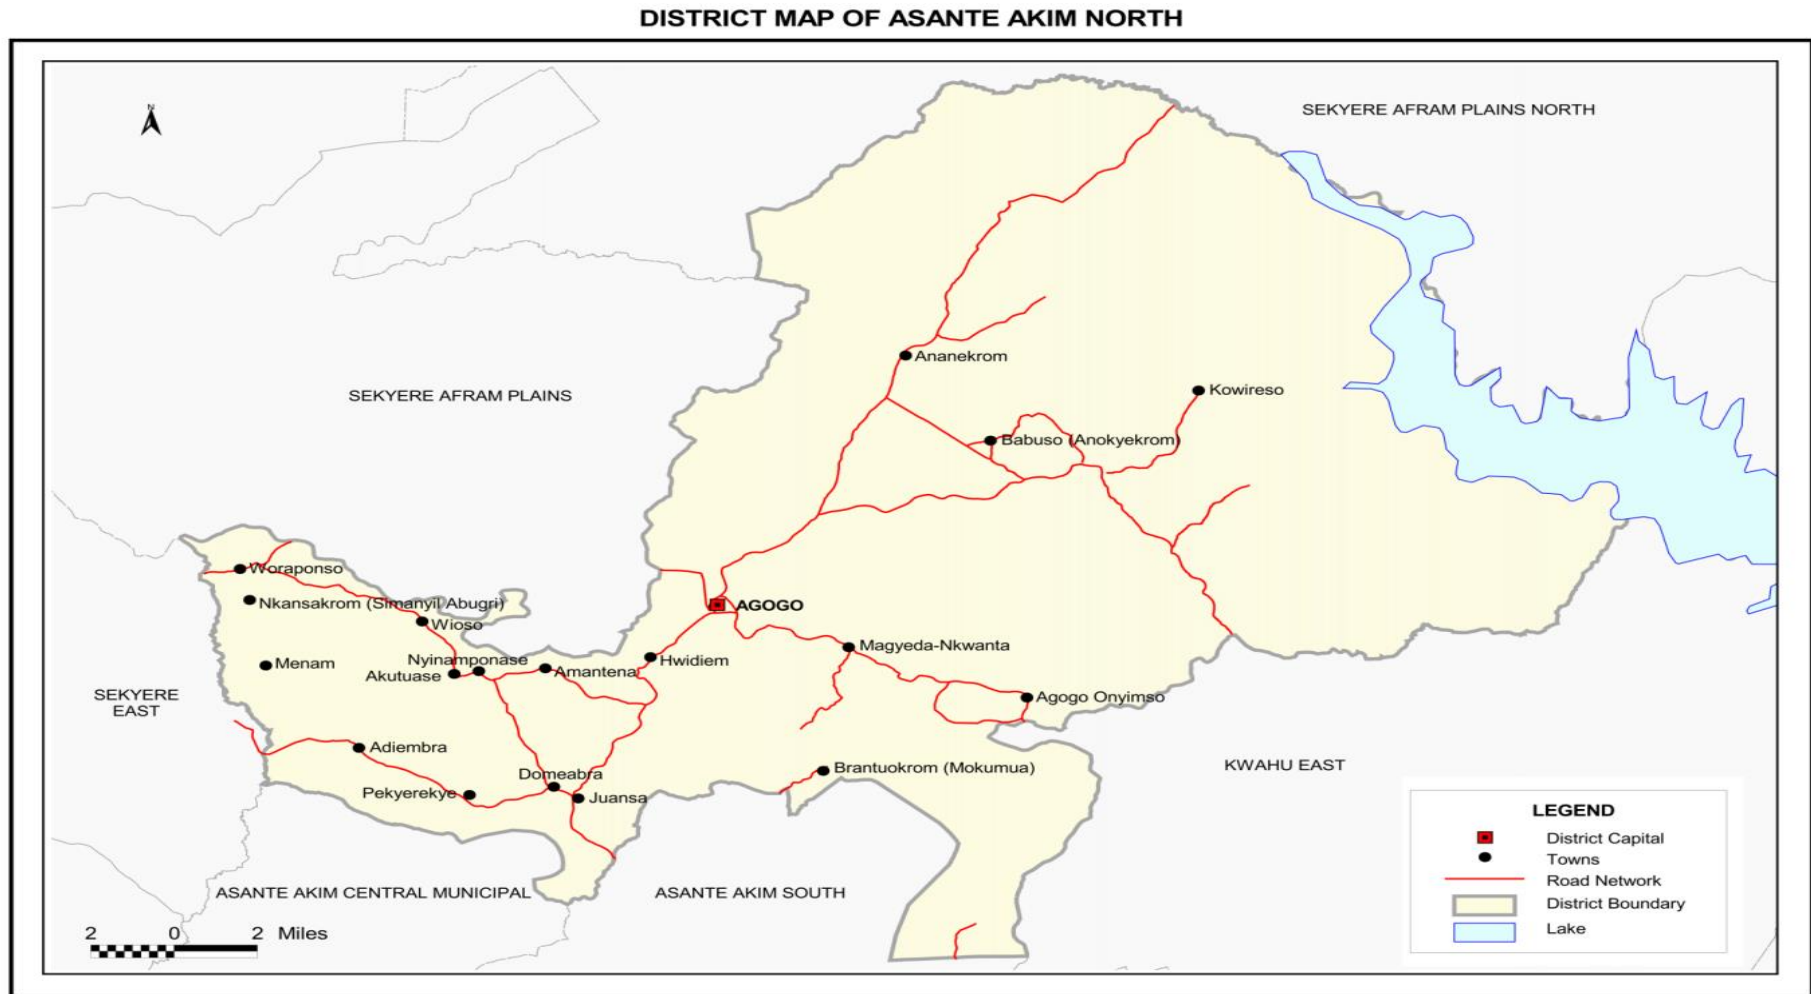 DISTRICT MAP OF ASANTE AKIM NORTH
N
SEKYERE AFRAM PLAINS NORTH
Ananekrom
SEKYERE AFRAM PLAINS
Kowireso
Babuso (Anokyekrom)
Woraponso
Nkansakrom (Simanyil Abugri)
AGOGO
Wioso
Magyeda-Nkwanta
Nyinamponase
Hwidiem
Menam
Akutuase
Amantena
SEKYERE
EAST
Agogo Onyimso
Adiembra
KWAHU EAST
Brantuokrom (Mokumua)
Domeabra
Pekyerekye
Juansa
LEGEND
District Capital
Towns
Road Network
District Boundary
Lake
ASANTE AKIM CENTRAL MUNICIPAL
ASANTE AKIM SOUTH
2 0 2 Miles